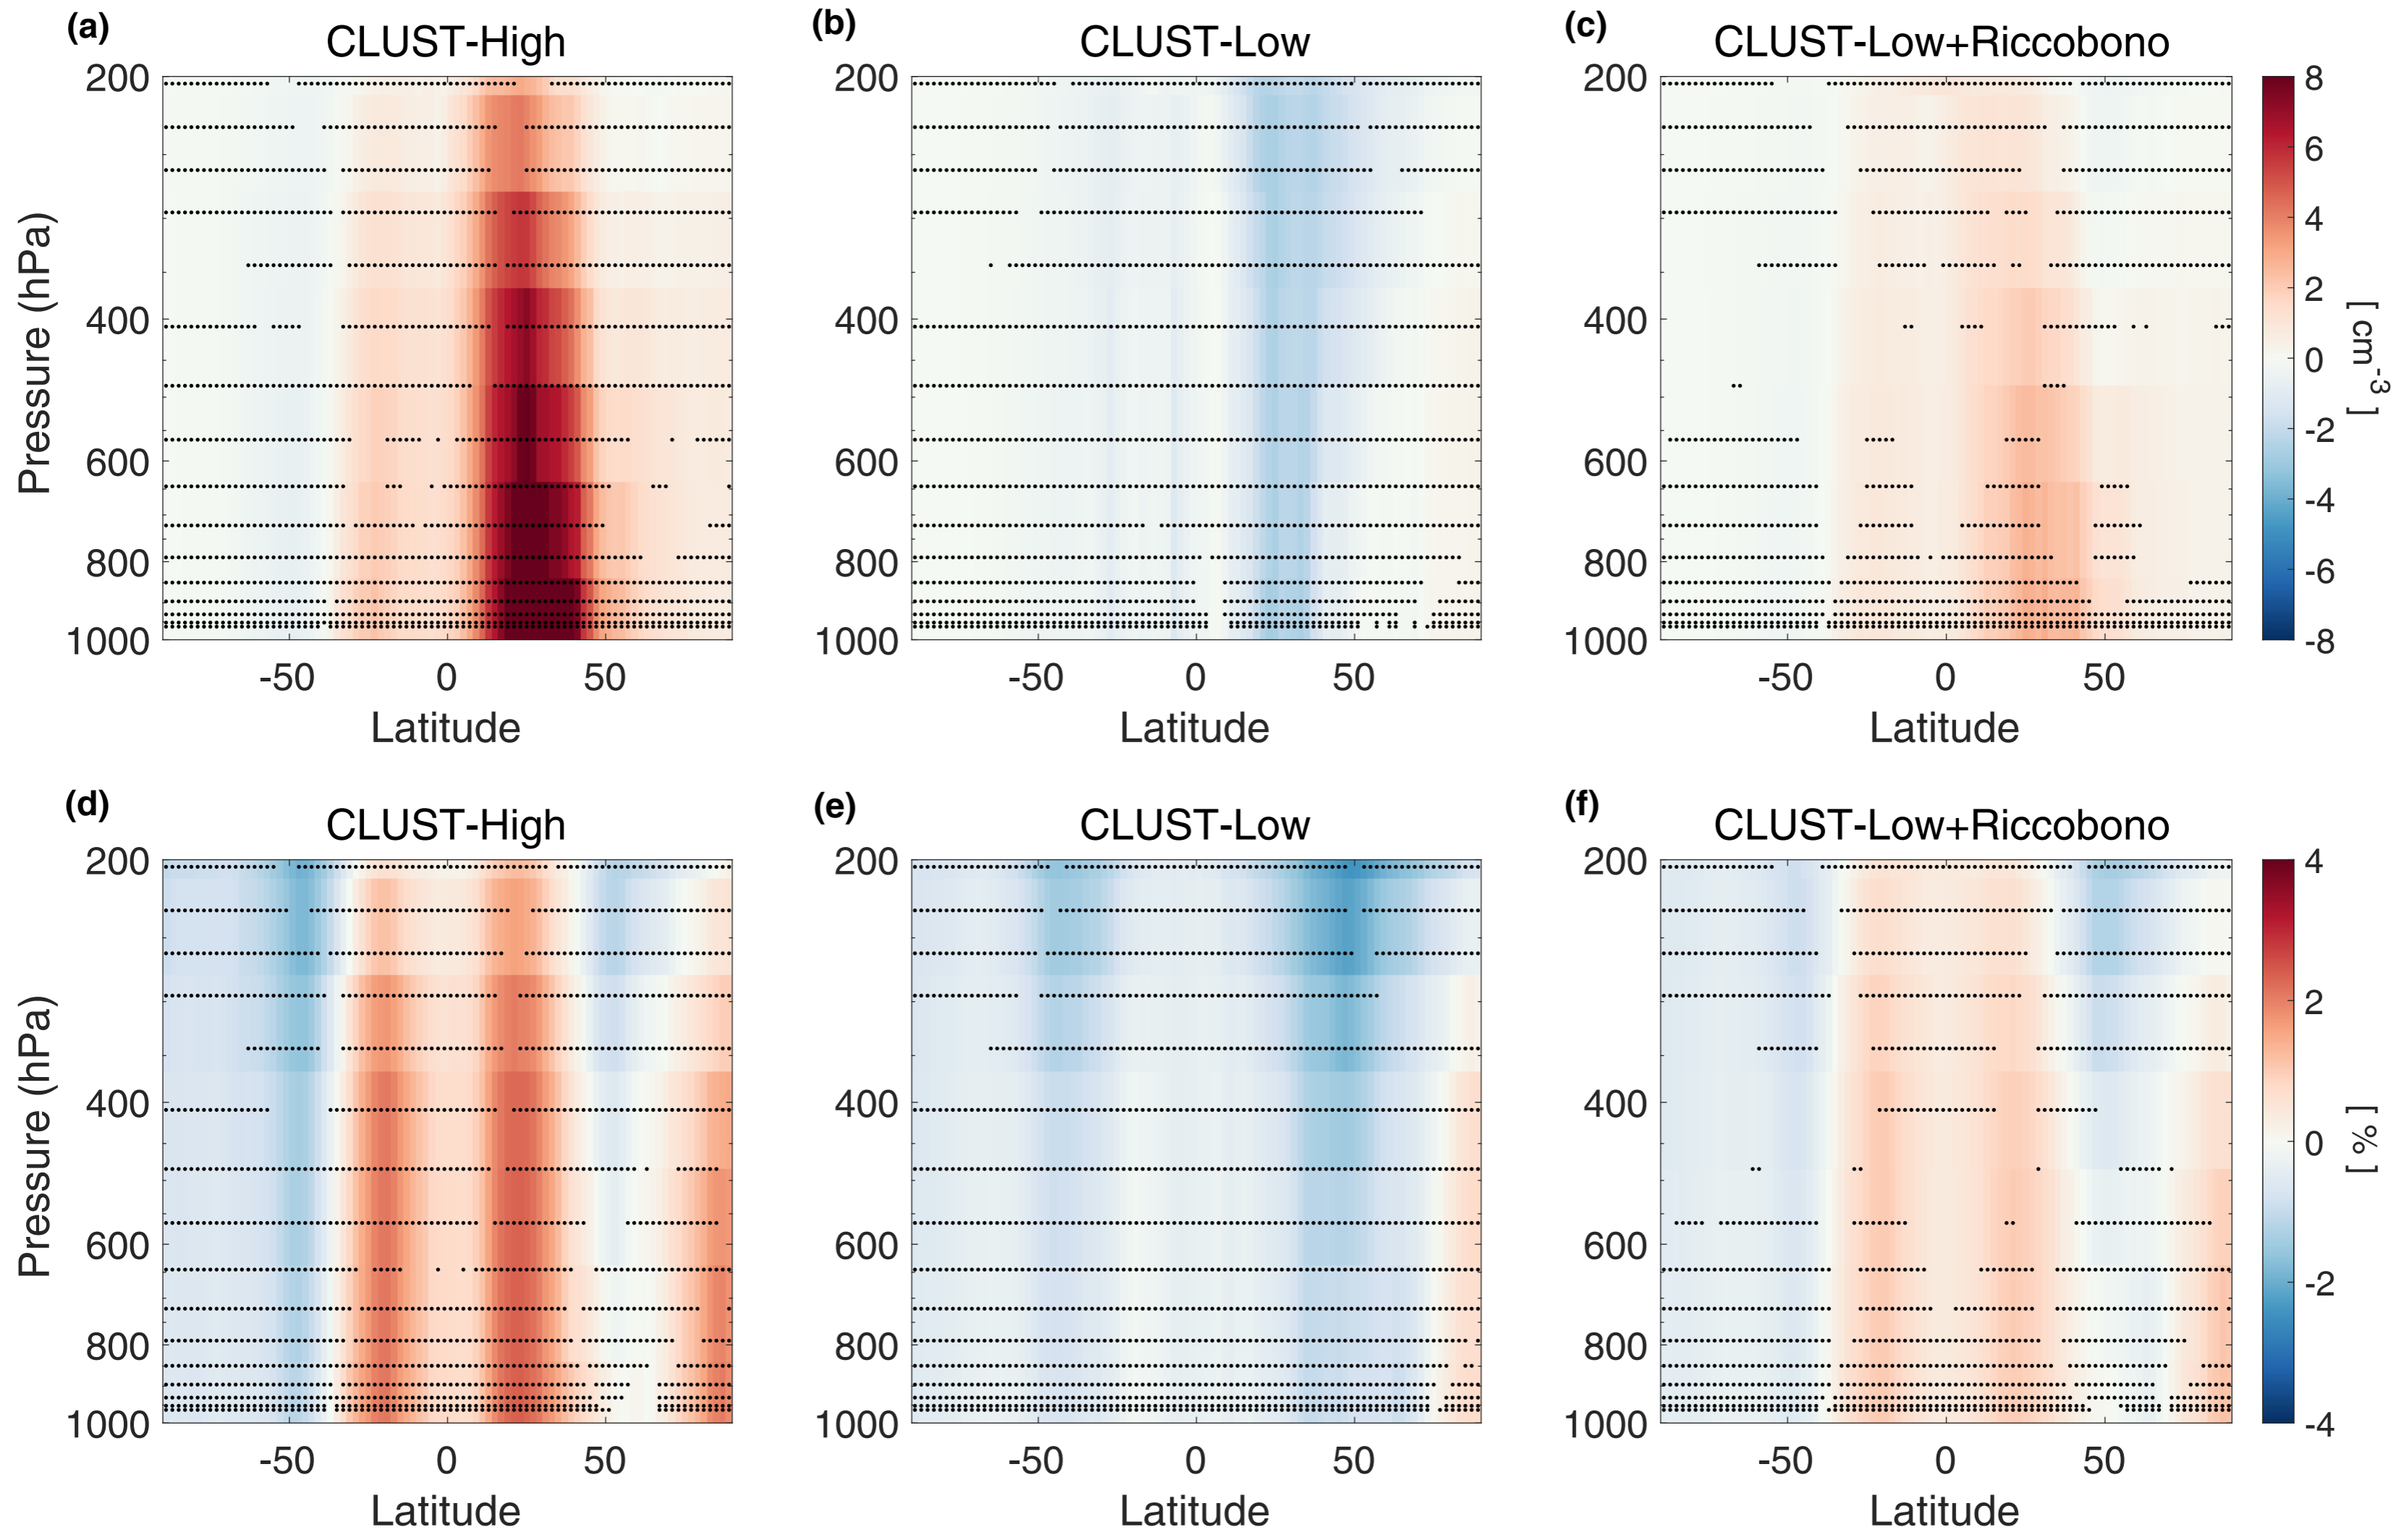 (a) CLUST-High
(b) CLUST-Low
(c) CLUST-Low+Riccobono
Pressure (hPa)
200
400
600
800
1000
-50 0 50
Latitude
200
400
600
800
1000
-50 0 50
Latitude
200
400
600
800
1000
-50 0 50
Latitude
8
6
4
2
0
-2
-4
-6
-8
[ cm-3 ]
(d) CLUST-High
(e) CLUST-Low
(f) CLUST-Low+Riccobono
Pressure (hPa)
200
400
600
800
1000
-50 0 50
Latitude
200
400
600
800
1000
-50 0 50
Latitude
200
400
600
800
1000
-50 0 50
Latitude
4
2
0
-2
-4
[ % ]